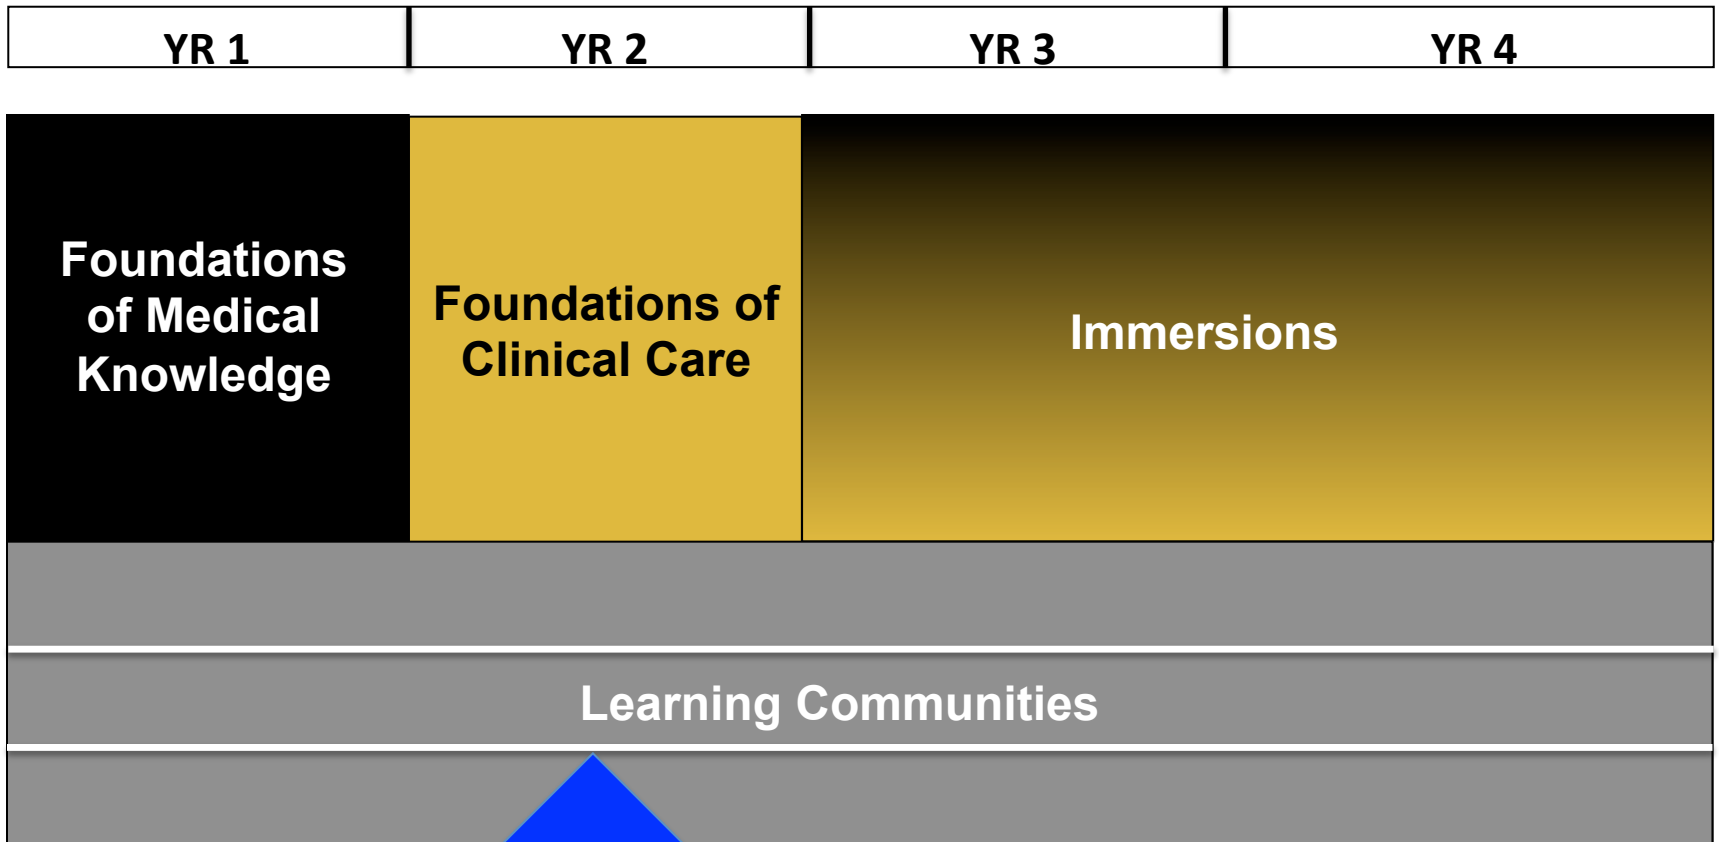 YR 1 YR 2 YR 3 YR 4
Foundations
of Medical
Knowledge
Foundations of
Clinical Care
Immersions
Learning Communities